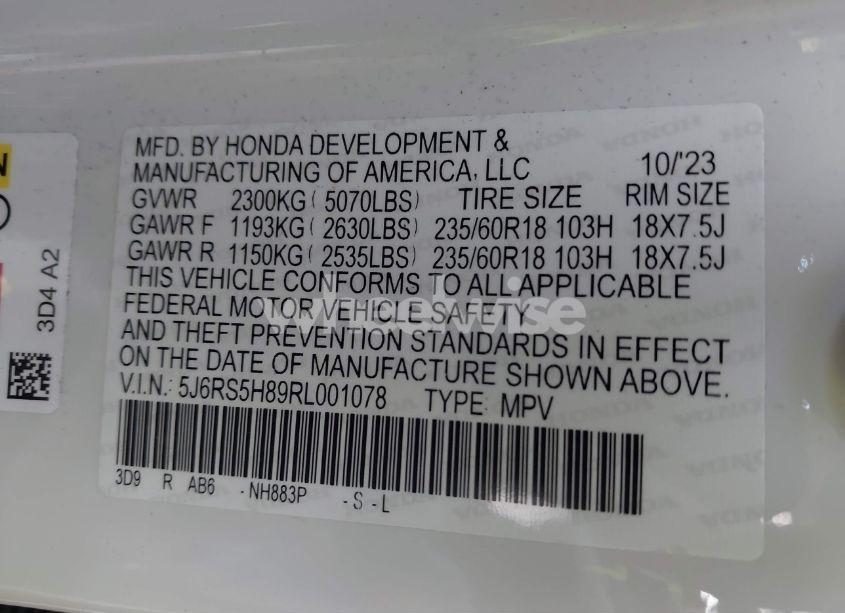 MFD. BY HONDA DEVELOPMENT &
MANUFACTURING OF AMERICA, LLC 10/'23
GVWR 2300KG ( 5070LBS) TIRE SIZE RIM SIZE
GAWR F 1193KG ( 2630LBS) 235/60R18 103H 18X7.5J
GAWR R 1150KG ( 2535LBS) 235/60R18 103H 18X7.5J
THIS VEHICLE CONFORMS TO ALL APPLICABLE
FEDERAL MOTOR VEHICLE SAFETY
AND THEFT PREVENTION STANDARDS IN EFFECT
ON THE DATE OF MANUFACTURE SHOWN ABOVE.
V.I.N.: 5J6RS5H89RL001078 TYPE: MPV
3D9 R AB6 - NH883P - S - L
3D4 A2